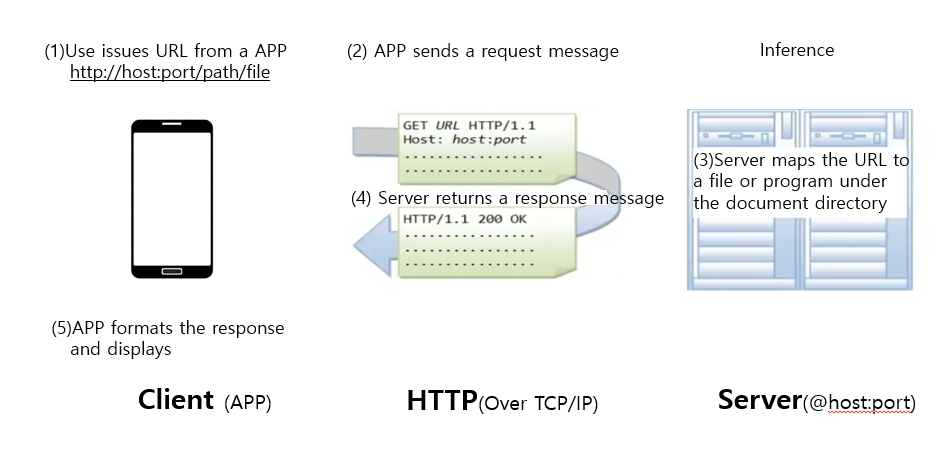 (1)Use issues URL from a APP
http://host:port/path/file
(2) APP sends a request message
Inference
GET URL HTTP/1.1
Host: host:port
. . . . . . . . . . . . . . . .
. . . . . . . . . . . . . . . .
(3)Server maps the URL to
a file or program under
the document directory
(4) Server returns a response message
HTTP/1.1 200 OK
. . . . . . . . . . . . . . .
. . . . . . . . . . . . . . .
. . . . . . . . . . . . . . .
(5)APP formats the response
and displays
Client (APP)
HTTP(Over TCP/IP)
Server(@host:port)